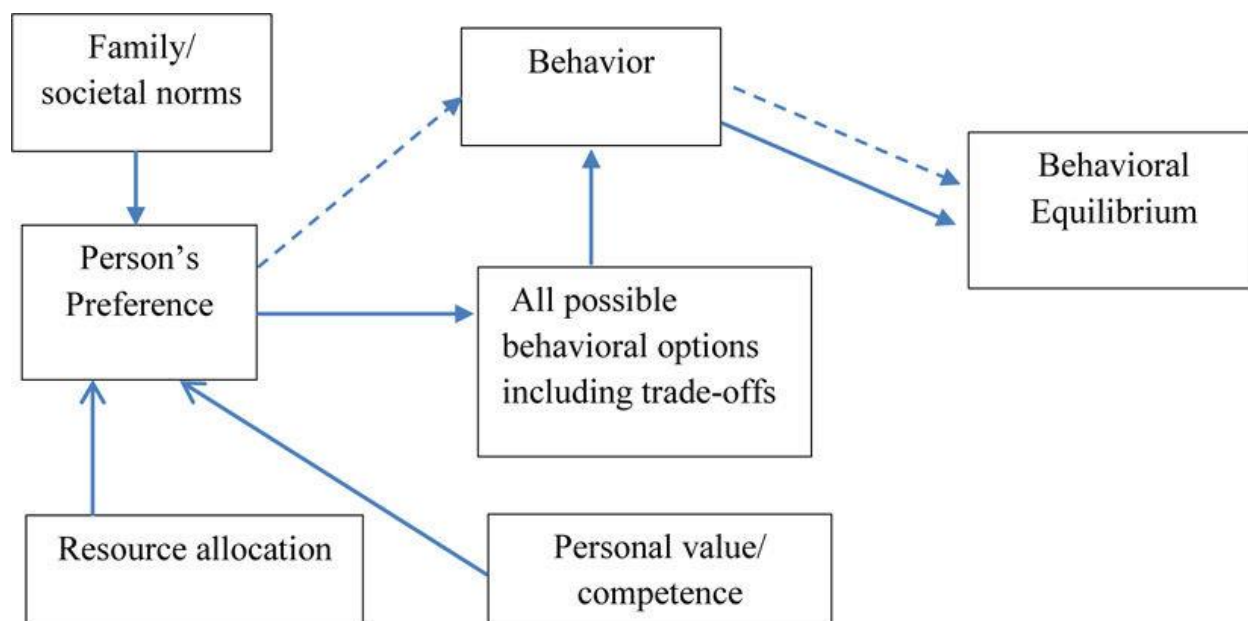 Family/
societal norms
Behavior
Behavioral
Equilibrium
Person’s
Preference
All possible
behavioral options
including trade-offs
Resource allocation
Personal value/
competence